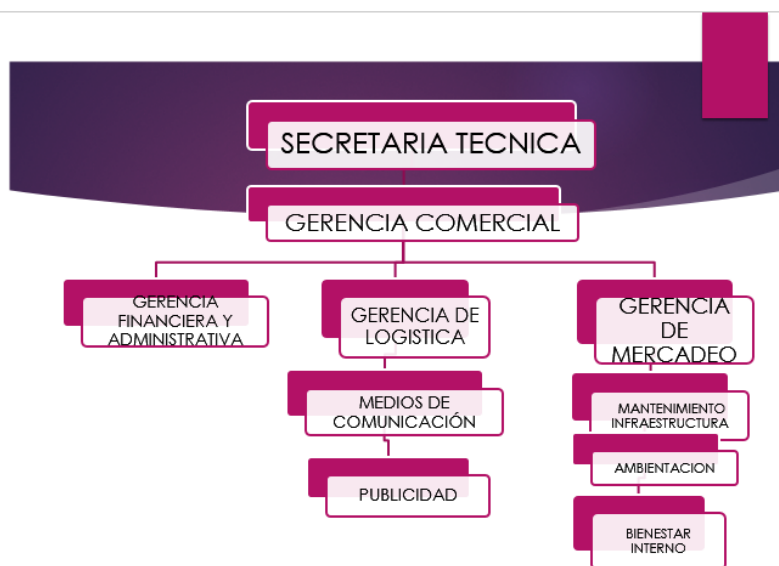 SECRETARIA TECNICA
GERENCIA COMERCIAL
GERENCIA
FINANCIERA Y
ADMINISTRATIVA
GERENCIA DE
LOGISTICA
MEDIOS DE
COMUNICACIÓN
PUBLICIDAD
GERENCIA
DE
MERCADEO
MANTENIMIENTO
INFRAESTRUCTURA
AMBIENTACION
BIENESTAR
INTERNO